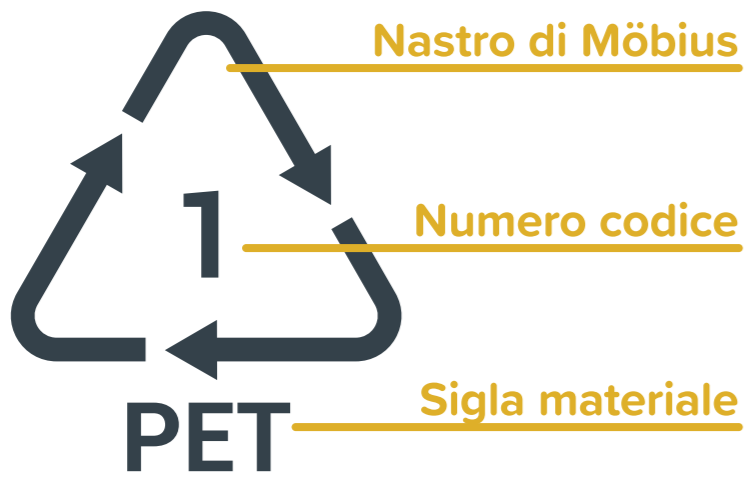 Nastro di Möbius
1
Numero codice
Sigla materiale
PET